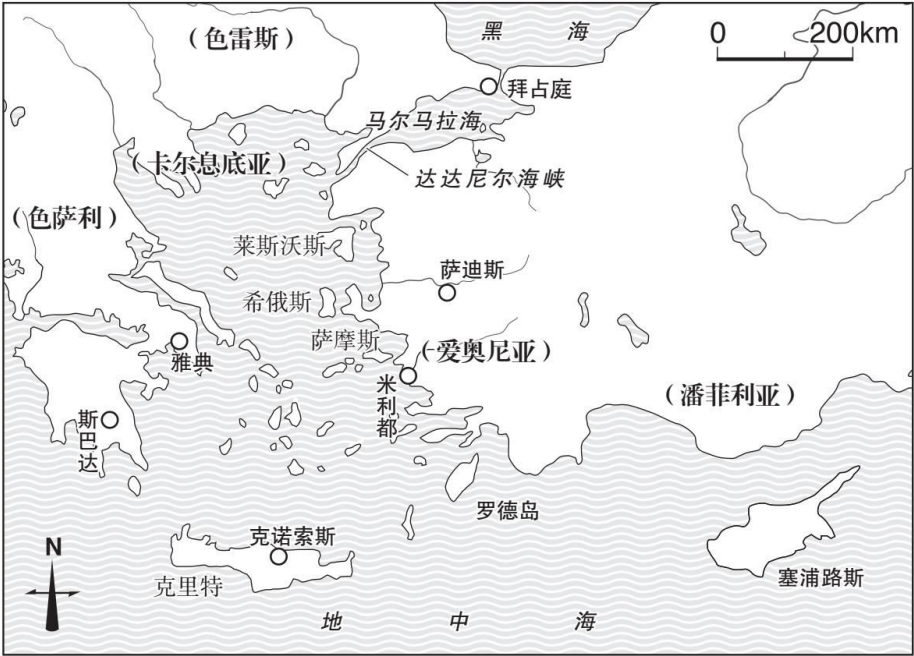 黑 海
0 200km
（色雷斯）
拜占庭
马尔马拉海
（卡尔息底亚）
达达尼尔海峡
（色萨利）
莱斯沃斯
萨迪斯
希俄斯
萨摩斯
（爱奥尼亚）
雅典
米利都
（潘菲利亚）
斯巴达
罗德岛
克诺索斯
N
克里特
塞浦路斯
地 中 海